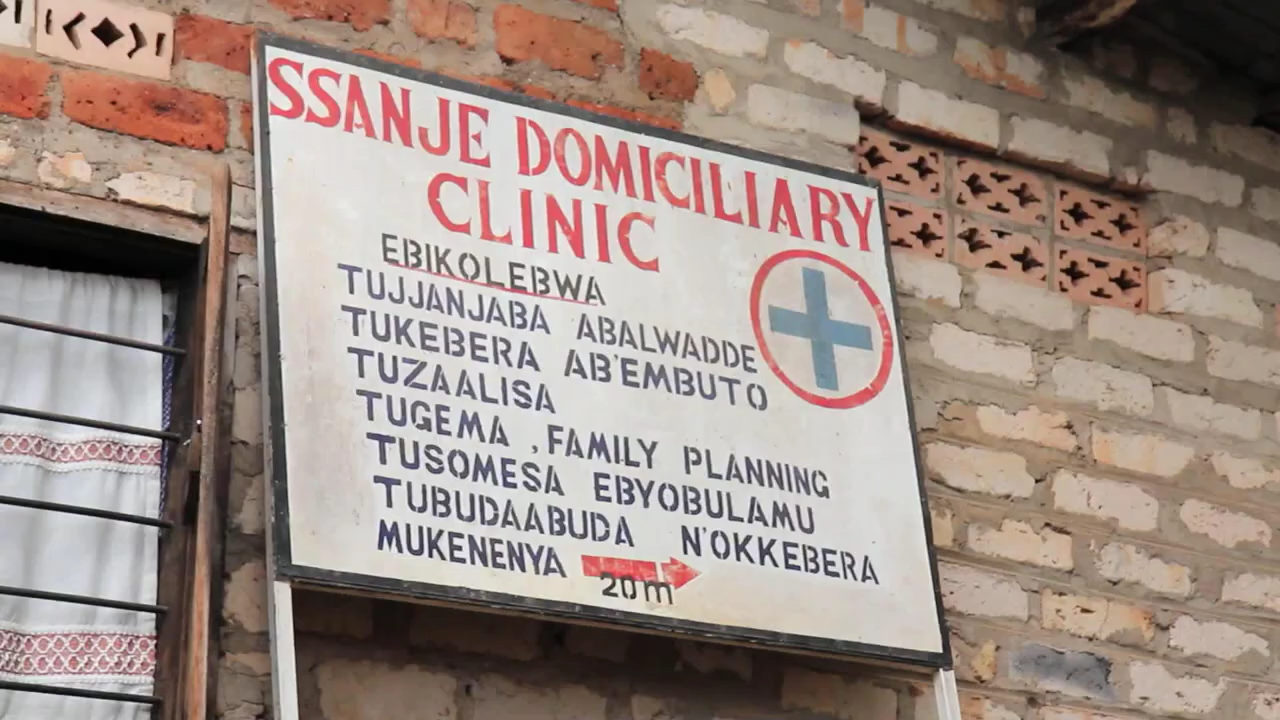 SSANJE DOMICILIARY
CLINIC
EBIKOLEBWA
TUJJANJABA ABALWADDE
TUKEBERA AB'EMBUTO
TUZAALISA
TUGEMA , FAMILY PLANNING
TUSOMESA EBYOBULAMU
TUBUDAABUDA N'OKKEBERA
MUKENENYA
20m